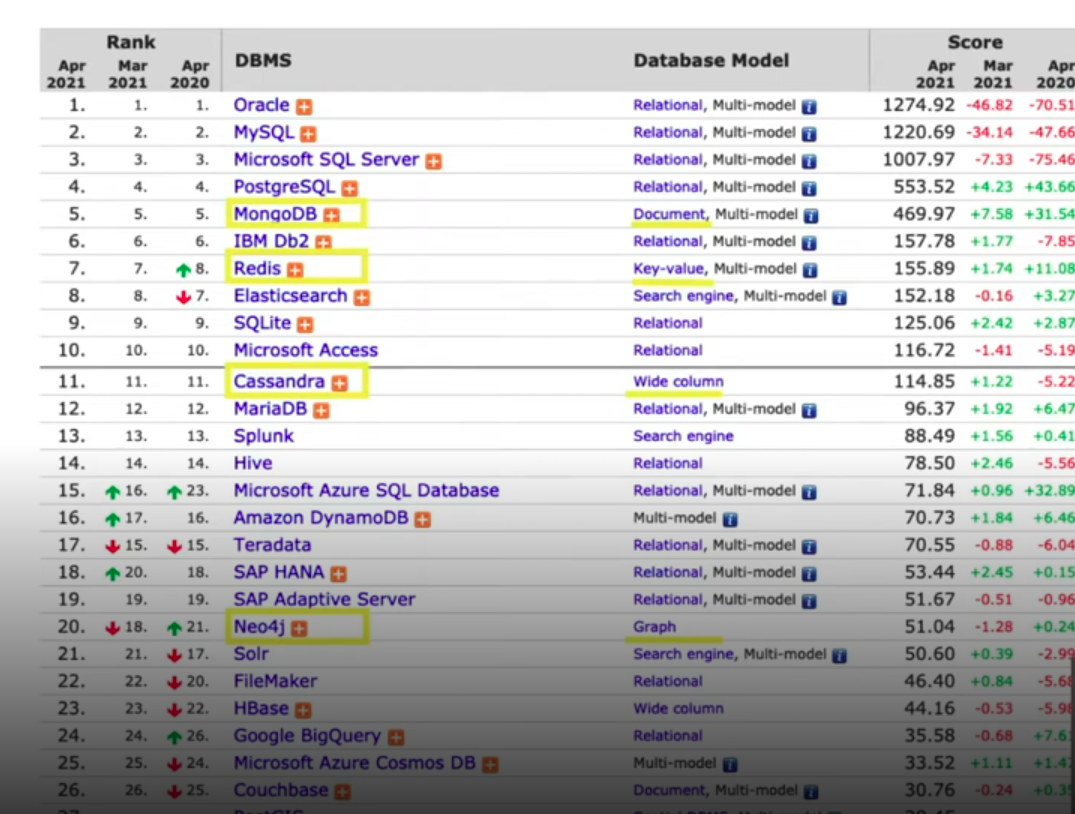 Rank Score
Apr 2021 Mar 2021 Apr 2020 DBMS Database Model Apr 2021 Mar 2021 Apr 2020
1. 1. 1. Oracle Relational, Multi-model 1274.92 -46.82 -70.51
2. 2. 2. MySQL Relational, Multi-model 1220.69 -34.14 -47.66
3. 3. 3. Microsoft SQL Server Relational, Multi-model 1007.97 -7.33 -75.46
4. 4. 4. PostgreSQL Relational, Multi-model 553.52 +4.23 +43.66
5. 5. 5. MongoDB Document, Multi-model 469.97 +7.58 +31.54
6. 6. 6. IBM Db2 Relational, Multi-model 157.78 +1.77 -7.85
7. 7. 8. Redis Key-value, Multi-model 155.89 +1.74 +11.08
8. 8. 7. Elasticsearch Search engine, Multi-model 152.18 -0.16 +3.27
9. 9. 9. SQLite Relational 125.06 +2.42 +2.87
10. 10. 10. Microsoft Access Relational 116.72 -1.41 -5.19
11. 11. 11. Cassandra Wide column 114.85 +1.22 -5.22
12. 12. 12. MariaDB Relational, Multi-model 96.37 +1.92 +6.47
13. 13. 13. Splunk Search engine 88.49 +1.56 +0.41
14. 14. 14. Hive Relational 78.50 +2.46 -5.56
15. 16. 23. Microsoft Azure SQL Database Relational, Multi-model 71.84 +0.96 +32.89
16. 17. 16. Amazon DynamoDB Multi-model 70.73 +1.84 +6.46
17. 15. 15. Teradata Relational, Multi-model 70.55 -0.88 -6.04
18. 20. 18. SAP HANA Relational, Multi-model 53.44 +2.45 +0.15
19. 19. 19. SAP Adaptive Server Relational, Multi-model 51.67 -0.51 -0.96
20. 18. 21. Neo4j Graph 51.04 -1.28 +0.24
21. 21. 17. Solr Search engine, Multi-model 50.60 +0.39 -2.99
22. 22. 20. FileMaker Relational 46.40 +0.84 -5.68
23. 23. 22. HBase Wide column 44.16 -0.53 -5.98
24. 24. 26. Google BigQuery Relational 35.58 -0.68 +7.6
25. 25. 24. Microsoft Azure Cosmos DB Multi-model 33.52 +1.11 +1.4
26. 26. 25. Couchbase Document, Multi-model 30.76 -0.24 +0.3